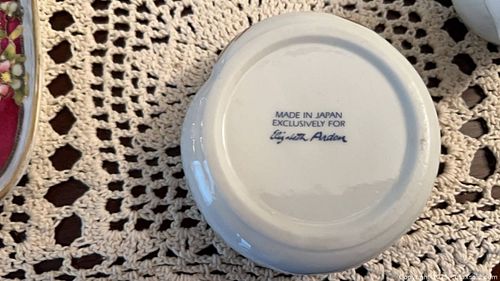 MADE IN JAPAN
EXCLUSIVELY FOR
Elizabeth Arden